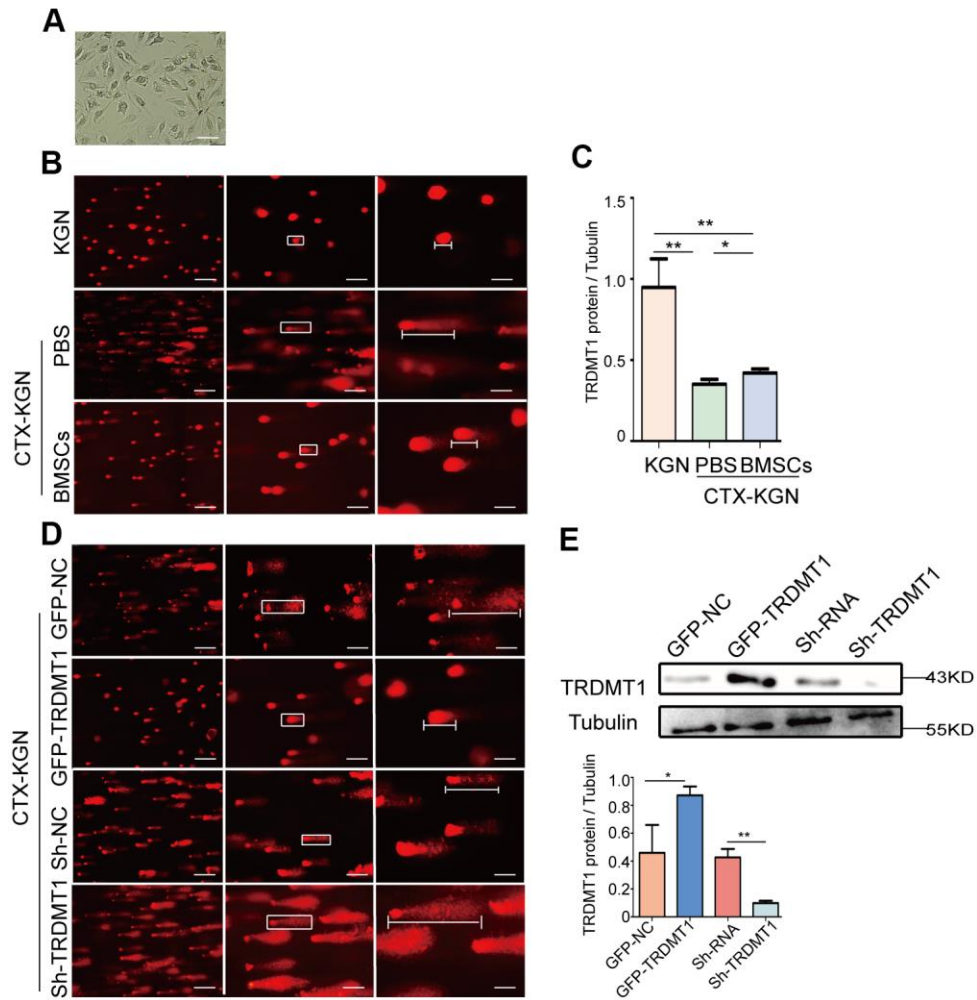 A
B
KGN
PBS
BMSCs
CTX-KGN
C
TRDMT1 protein / Tubulin
1.5
1.0
0.5
0
**
**
*
KGN PBS BMSCs
CTX-KGN
D
GFP-NC
GFP-TRDMT1
Sh-NC
Sh-TRDMT1
CTX-KGN
E
GFP-NC
GFP-TRDMT1
Sh-RNA
Sh-TRDMT1
TRDMT1
43KD
Tubulin
55KD
TRDMT1 protein / Tubulin
1.0
0.8
0.6
0.4
0.2
0
*
**
GFP-NC
GFP-TRDMT1
Sh-RNA
Sh-TRDMT1